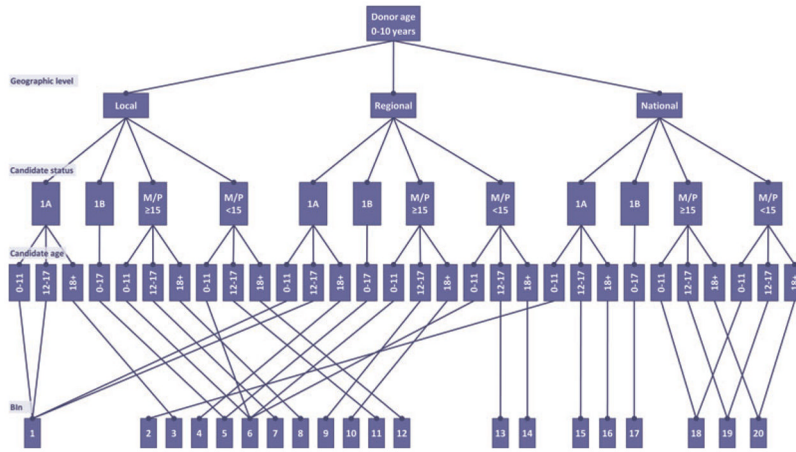 Donor age
0-10 years
Geographic level
Local
Regional
National
Candidate status
1A
1B
M/P
≥15
M/P
<15
1A
1B
M/P
≥15
M/P
<15
1A
1B
M/P
≥15
M/P
<15
Candidate age
0-11
12-17
18+
0-17
0-11
12-17
18+
0-11
12-17
18+
0-11
12-17
18+
0-17
0-11
12-17
18+
0-11
12-17
18+
0-11
12-17
18+
0-17
0-11
12-17
18+
0-11
12-17
18+
Bin
1
2
3
4
5
6
7
8
9
10
11
12
13
14
15
16
17
18
19
20